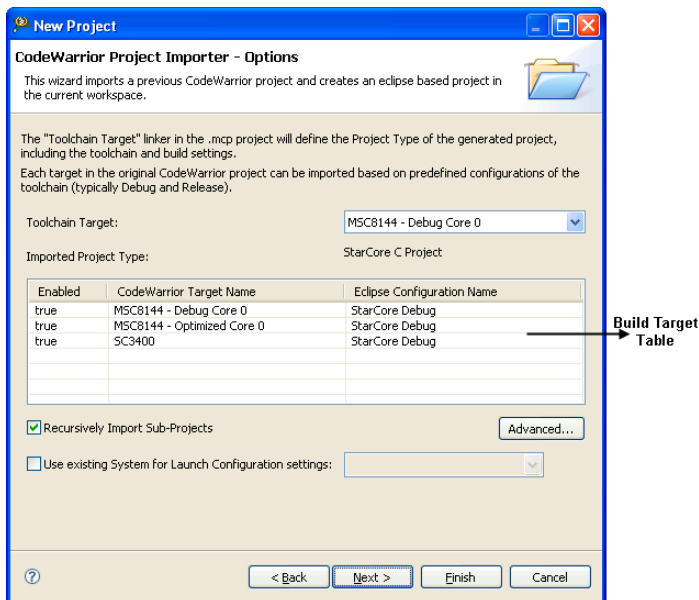 New Project
CodeWarrior Project Importer - Options
This wizard imports a previous CodeWarrior project and creates an eclipse based project in
the current workspace.
The "Toolchain Target" linker in the .mcp project will define the Project Type of the generated project,
including the toolchain and build settings.
Each target in the original CodeWarrior project can be imported based on predefined configurations of the
toolchain (typically Debug and Release).
Toolchain Target: MSC8144 - Debug Core 0
Imported Project Type: StarCore C Project
Enabled CodeWarrior Target Name Eclipse Configuration Name
true MSC8144 - Debug Core 0 StarCore Debug
true MSC8144 - Optimized Core 0 StarCore Debug
true SC3400 StarCore Debug
Build Target
Table
Recursively Import Sub-Projects Advanced...
Use existing System for Launch Configuration settings:
? < Back Next > Finish Cancel